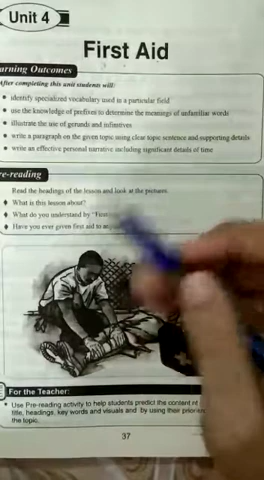 Unit 4
First Aid
arning Outcomes
After completing this unit students will:
• identify specialized vocabulary used in a particular field
• use the knowledge of prefixes to determine the meanings of unfamiliar words
• illustrate the use of gerunds and infinitives
• write a paragraph on the given topic using clear topic sentence and supporting details
• write an effective personal narrative including significant details of time
re-reading
Read the headings of the lesson and look at the pictures.
♦ What is this lesson about?
♦ What do you understand by "First
♦ Have you ever given first aid to
For the Teacher:
• Use Pre-reading activity to help students predict the content of
title, headings, key words and visuals and by using their prior
the topic.
37